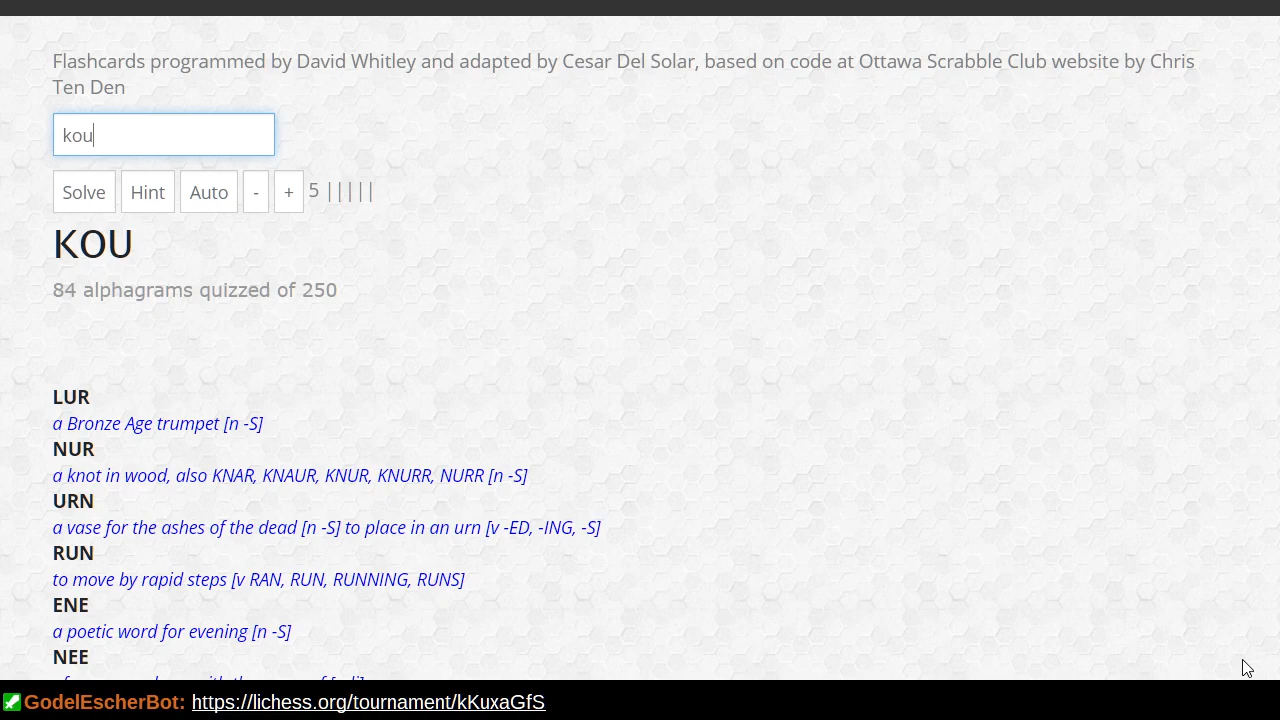 Flashcards programmed by David Whitley and adapted by Cesar Del Solar, based on code at Ottawa Scrabble Club website by Chris
Ten Den
kou
Solve Hint Auto - + 5 |||||
KOU
84 alphagrams quizzed of 250
LUR
a Bronze Age trumpet [n -S]
NUR
a knot in wood, also KNAR, KNAUR, KNUR, KNURR, NURR [n -S]
URN
a vase for the ashes of the dead [n -S] to place in an urn [v -ED, -ING, -S]
RUN
to move by rapid steps [v RAN, RUN, RUNNING, RUNS]
ENE
a poetic word for evening [n -S]
NEE
GodelEscherBot: https://lichess.org/tournament/kKuxaGfS